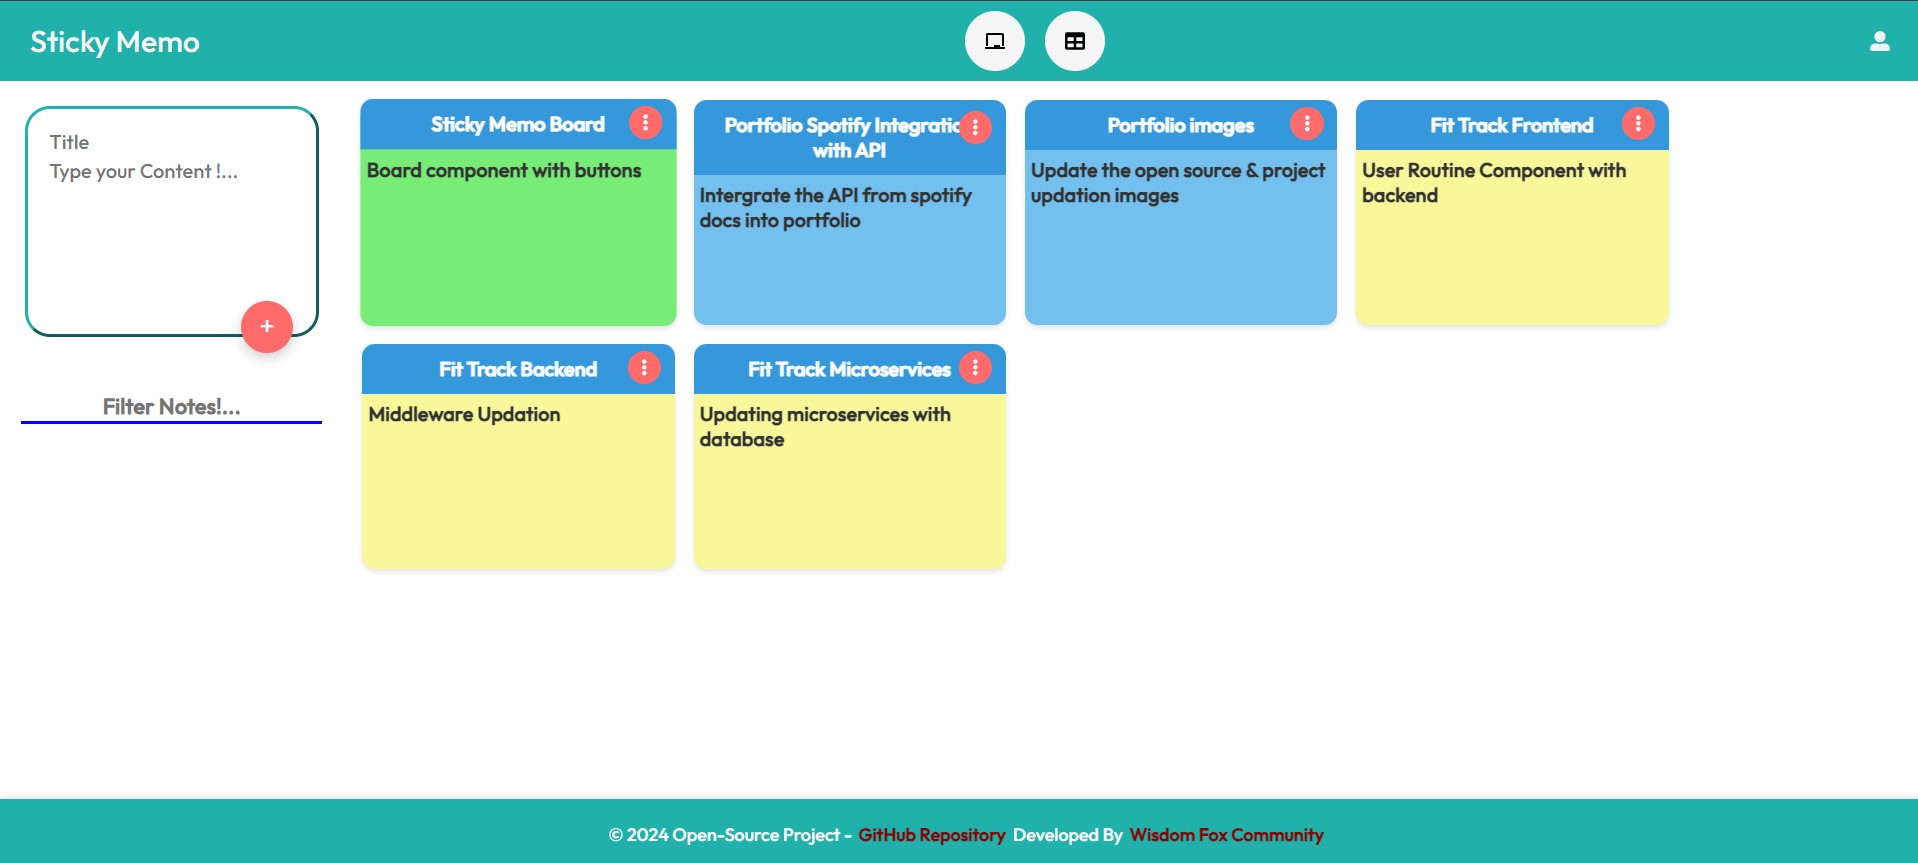 Sticky Memo
Title
Type your Content !...
Filter Notes!...
Sticky Memo Board
Board component with buttons
Portfolio Spotify
with API
Intergrate the API from spotify
docs into portfolio
Portfolio images
Update the open source & project
updation images
Fit Track Frontend
User Routine Component with
backend
Fit Track Backend
Middleware Updation
Fit Track Microservices
Updating microservices with
database
© 2024 Open-Source Project - GitHub Repository Developed By Wisdom Fox Community